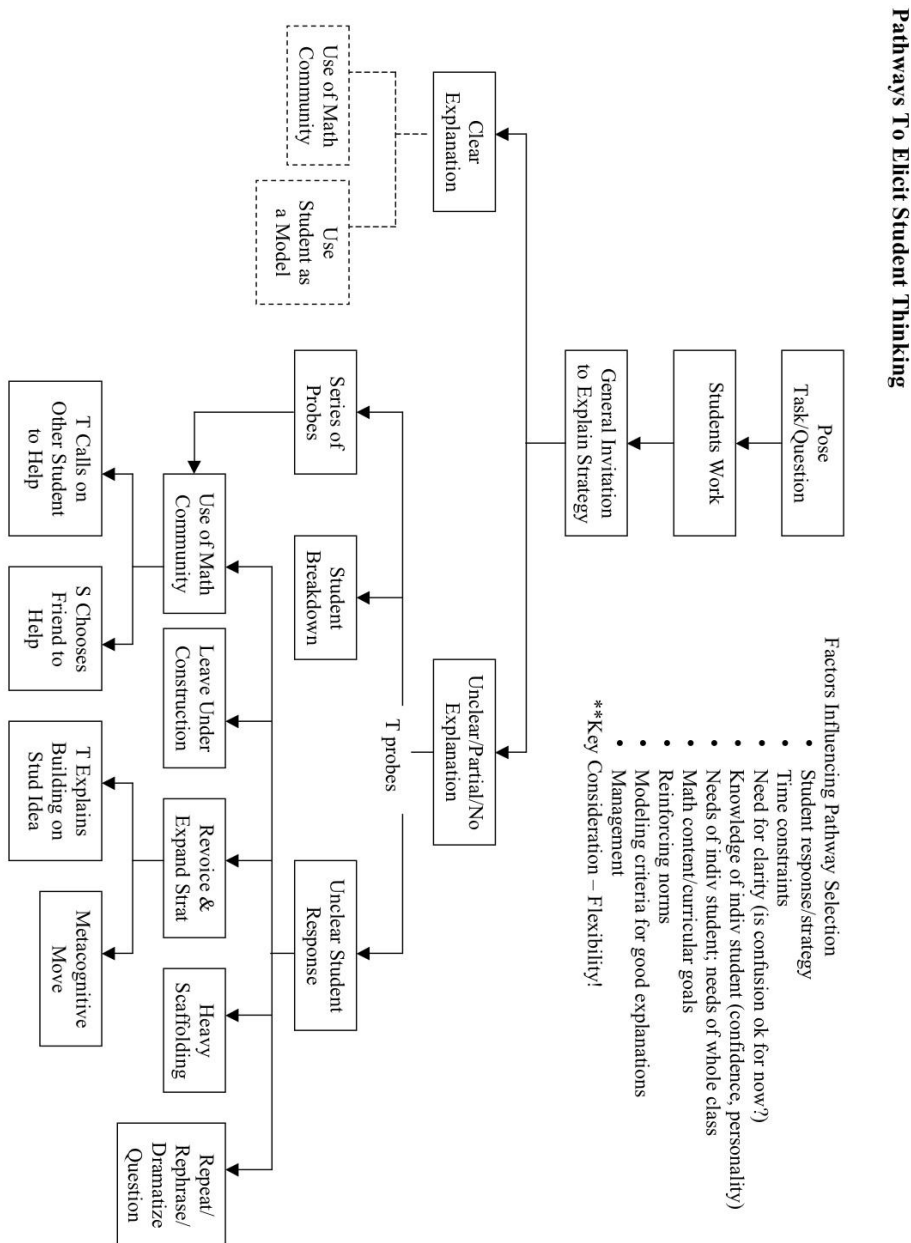 Pathways To Elicit Student Thinking
Factors Influencing Pathway Selection
• Student response/strategy
• Time constraints
• Need for clarity (is confusion ok for now?)
• Knowledge of indiv student (confidence, personality)
• Needs of indiv student; needs of whole class
• Math content/curricular goals
• Reinforcing norms
• Modeling criteria for good explanations
• Management
**Key Consideration – Flexibility!
Pose
Task/Question
Students Work
General Invitation
to Explain Strategy
Clear
Explanation
Unclear/Partial/No
Explanation
Use of Math
Community
Use
Student as
a Model
T probes
Series of
Probes
Student
Breakdown
Unclear Student
Response
Use of Math
Community
Leave Under
Construction
Revoice &
Expand Strat
Heavy
Scaffolding
Repeat/
Rephrase/
Dramatize
Question
T Calls on
Other Student
to Help
S Chooses
Friend to
Help
T Explains
Building on
Stud Idea
Metacognitive
Move